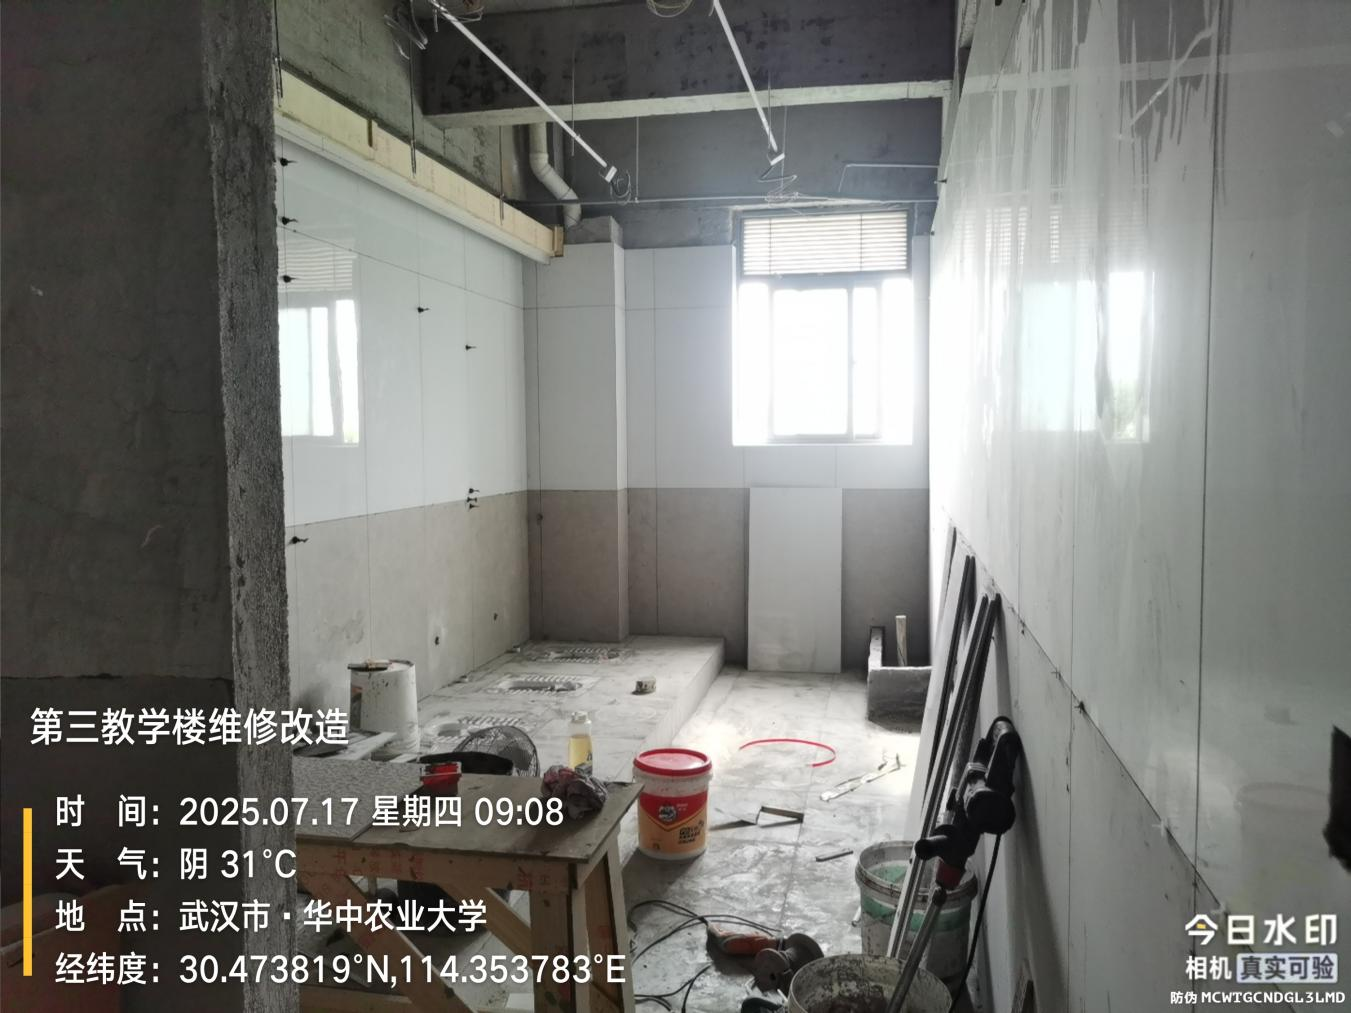 第三教学楼维修改造
时 间：2025.07.17 星期四 09:08
天 气：阴 31°C
地 点：武汉市·华中农业大学
经纬度：30.473819°N,114.353783°E
今日水印
相机 真实可验
防伪 MCWTGCNDGL3LMD